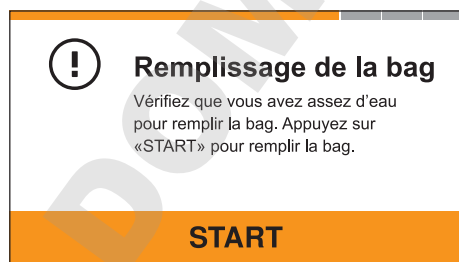 Remplissage de la bag
Vérifiez que vous avez assez d'eau
pour remplir la bag. Appuyez sur
«START» pour remplir la bag.
START